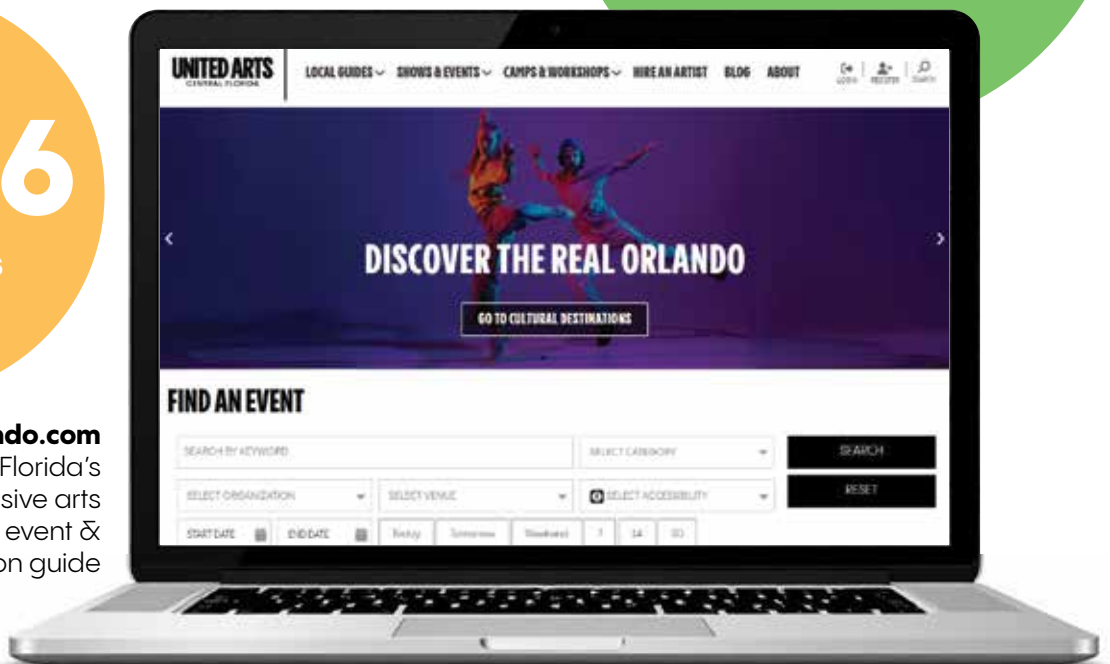 UNITED ARTS
CENTRAL FLORIDA
LOCAL GUIDES SHOWS & EVENTS CAMPS & WORKSHOPS HIRE AN ARTIST BLOG ABOUT
LOGIN REGISTER Search
6
s
DISCOVER THE REAL ORLANDO
GO TO CULTURAL DESTINATIONS
FIND AN EVENT
SEARCH BY KEYWORD SELECT CATEGORY SEARCH
SELECT ORGANIZATION SELECT VENUE SELECT ACCESSIBILITY RESET
START DATE END DATE Today Tomorrow Weekend 7 14 30
ndo.com
Florida's
sive arts
event &
on guide